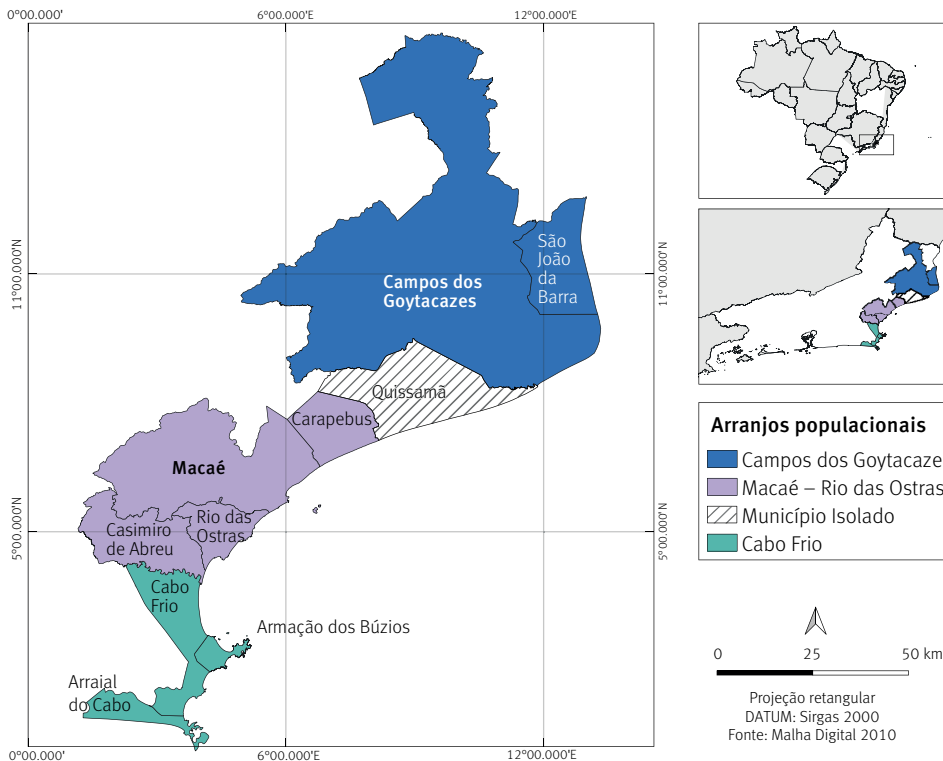 0°00.000'
6°00.000'E
12°00.000'E
11°00.000'N
11°00.000'N
São
João
da
Barra
Campos dos
Goytacazes
Quissamã
Carapebus
Macaé
Rio das
Ostras
Casimiro
de Abreu
5°00.000'N
5°00.000'N
Cabo
Frio
Armação dos Búzios
Arraial
do Cabo
0°00.000'
6°00.000'E
12°00.000'E
Arranjos populacionais
Campos dos Goytacaze
Macaé – Rio das Ostras
Município Isolado
Cabo Frio
0 25 50 km
Projeção retangular
DATUM: Sirgas 2000
Fonte: Malha Digital 2010